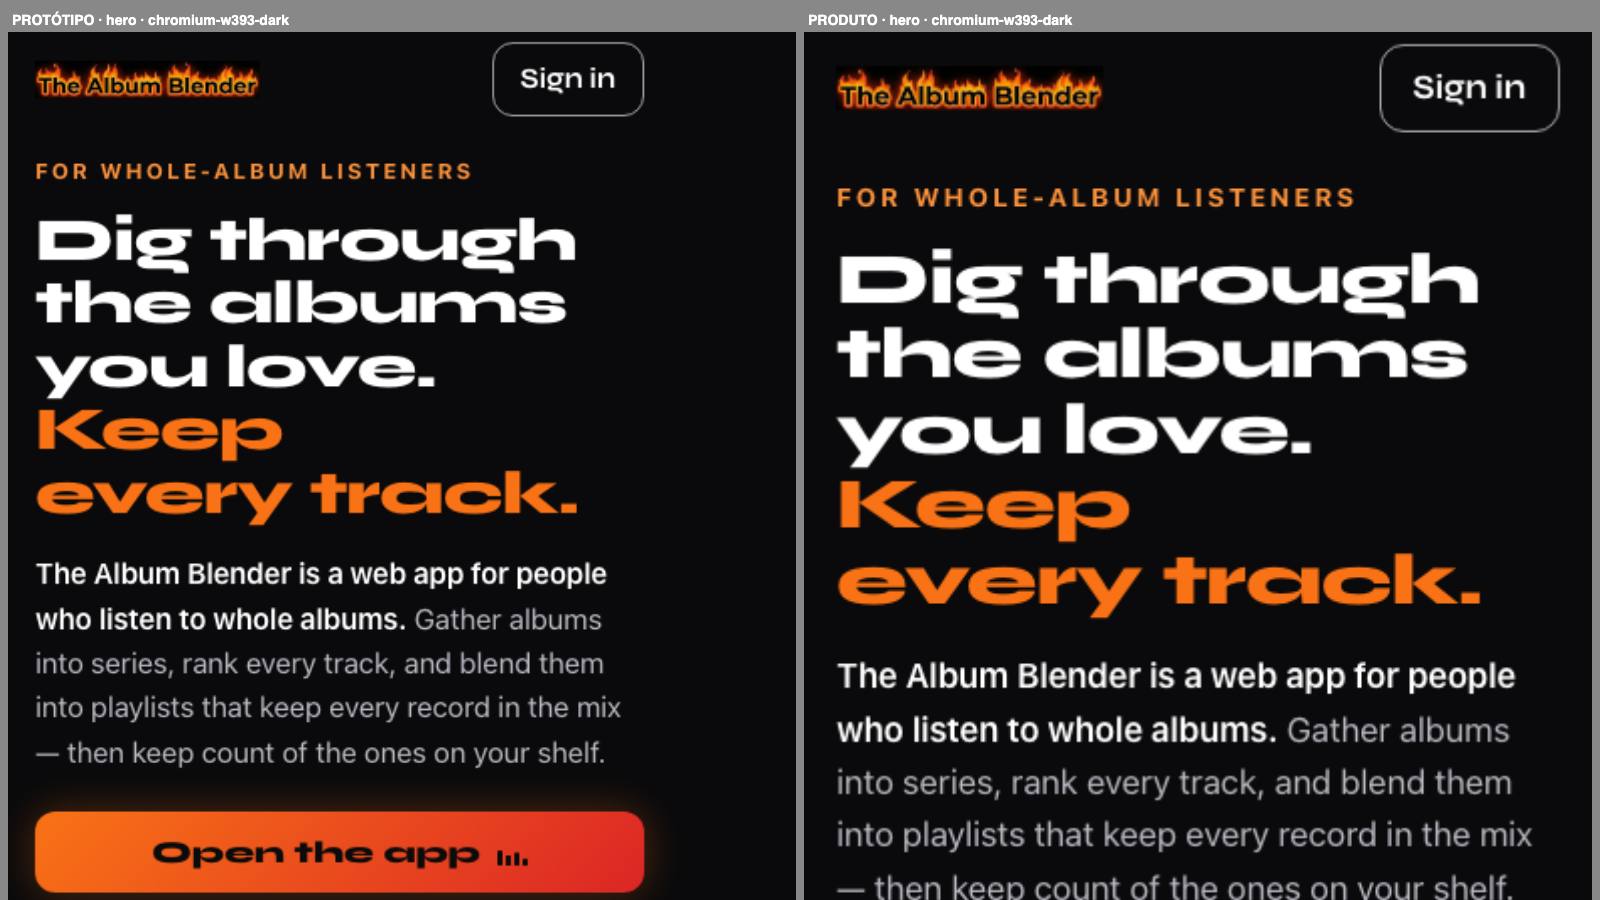 PROTÓTIPO · hero · chromium-w393-dark
The Album Blender
Sign in
FOR WHOLE-ALBUM LISTENERS
Dig through
the albums
you love.
Keep
every track.
The Album Blender is a web app for people
who listen to whole albums. Gather albums
into series, rank every track, and blend them
into playlists that keep every record in the mix
— then keep count of the ones on your shelf.
Open the app
PRODUTO · hero · chromium-w393-dark
The Album Blender
Sign in
FOR WHOLE-ALBUM LISTENERS
Dig through
the albums
you love.
Keep
every track.
The Album Blender is a web app for people
who listen to whole albums. Gather albums
into series, rank every track, and blend them
into playlists that keep every record in the mix
— then keep count of the ones on your shelf.